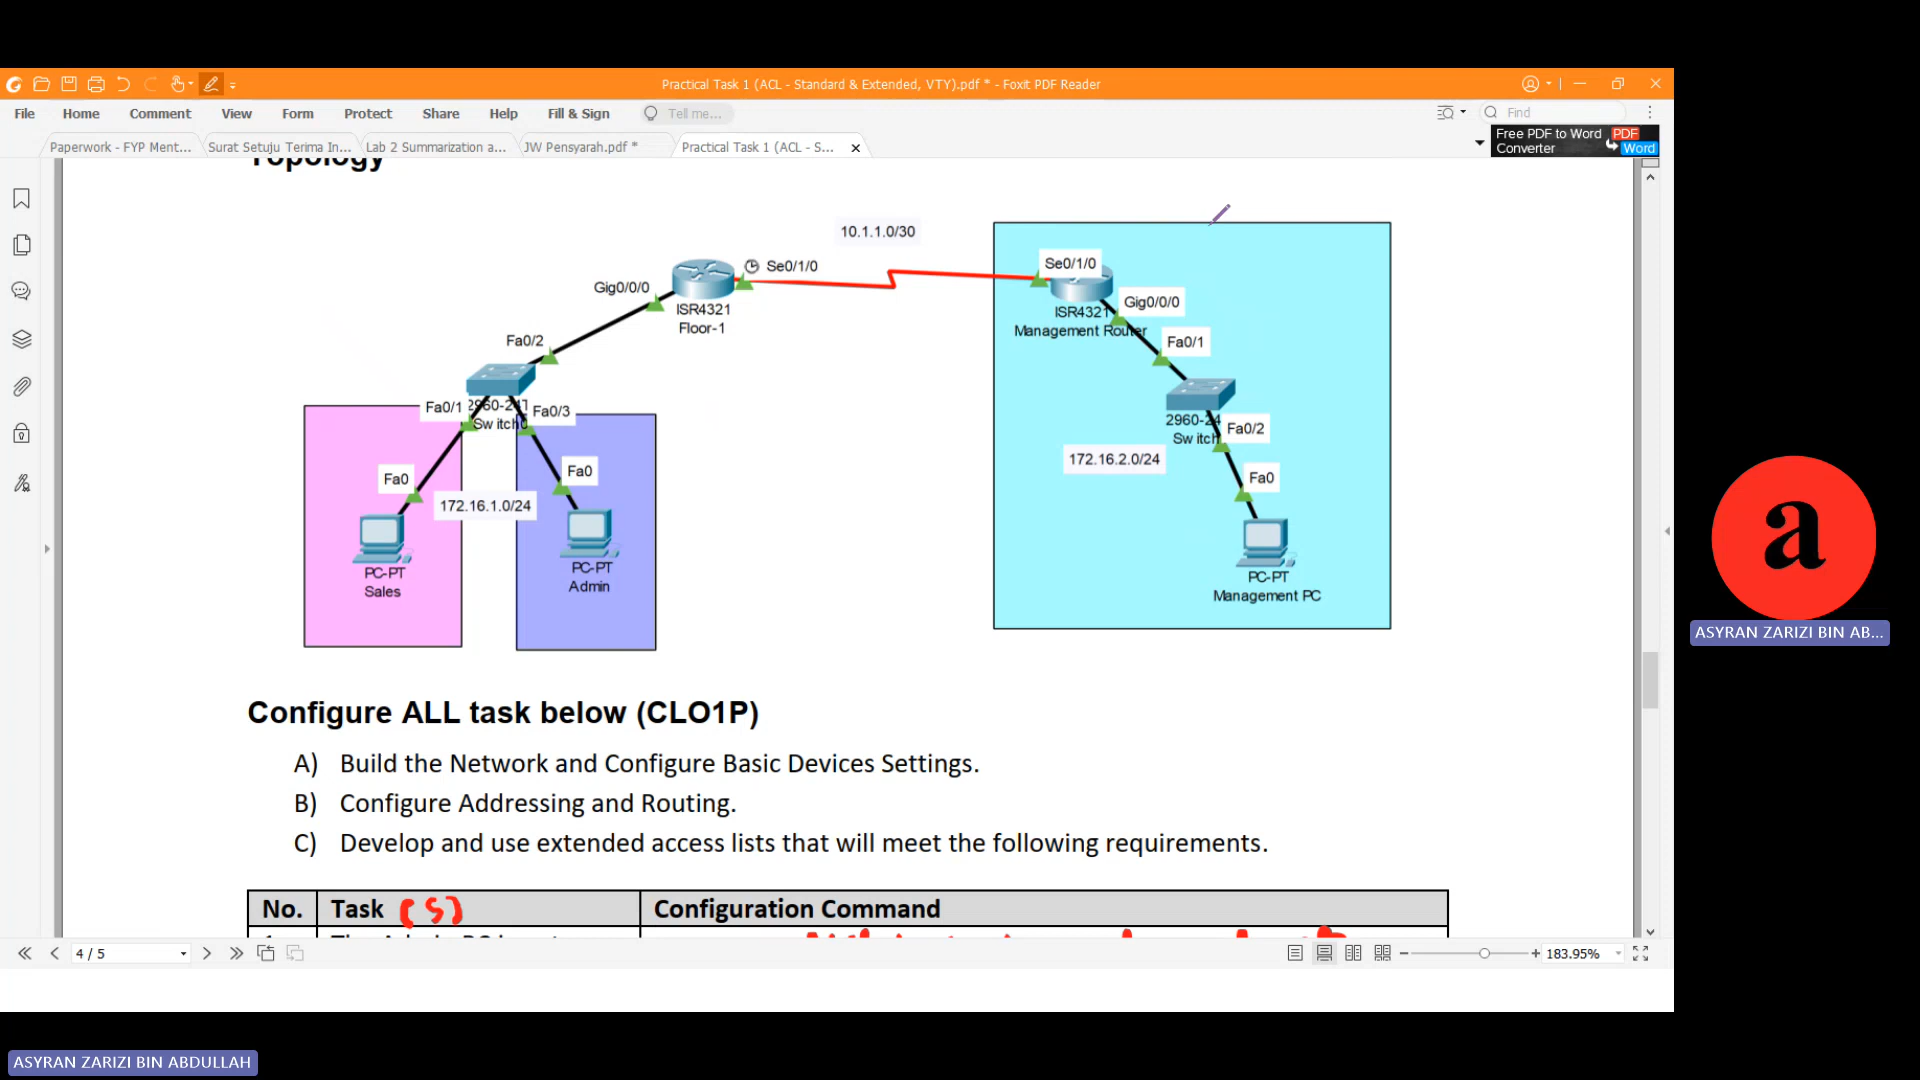 Practical Task 1 (ACL - Standard & Extended, VTY).pdf * - Foxit PDF Reader
File Home Comment View Form Protect Share Help Fill & Sign Tell me... Find
Paperwork - FYP Ment... Surat Setuju Terima In... Lab 2 Summarization a... JW Pensyarah.pdf * Practical Task 1 (ACL - S...
Free PDF to Word PDF
Converter Word
Topology
10.1.1.0/30
Se0/1/0
Se0/1/0
Gig0/0/0
Gig0/0/0
ISR4321
Floor-1
ISR4321
Management Router
Fa0/2
Fa0/1
Fa0/1
2960-24T
Fa0/3
Switch0
2960-24
Switch
Fa0/2
172.16.2.0/24
Fa0
Fa0
Fa0
172.16.1.0/24
PC-PT
Sales
PC-PT
Admin
PC-PT
Management PC
a
ASYRAN ZARIZI BIN AB...
Configure ALL task below (CLO1P)
A) Build the Network and Configure Basic Devices Settings.
B) Configure Addressing and Routing.
C) Develop and use extended access lists that will meet the following requirements.
No. Task (5) Configuration Command
4 / 5
183.95%
ASYRAN ZARIZI BIN ABDULLAH